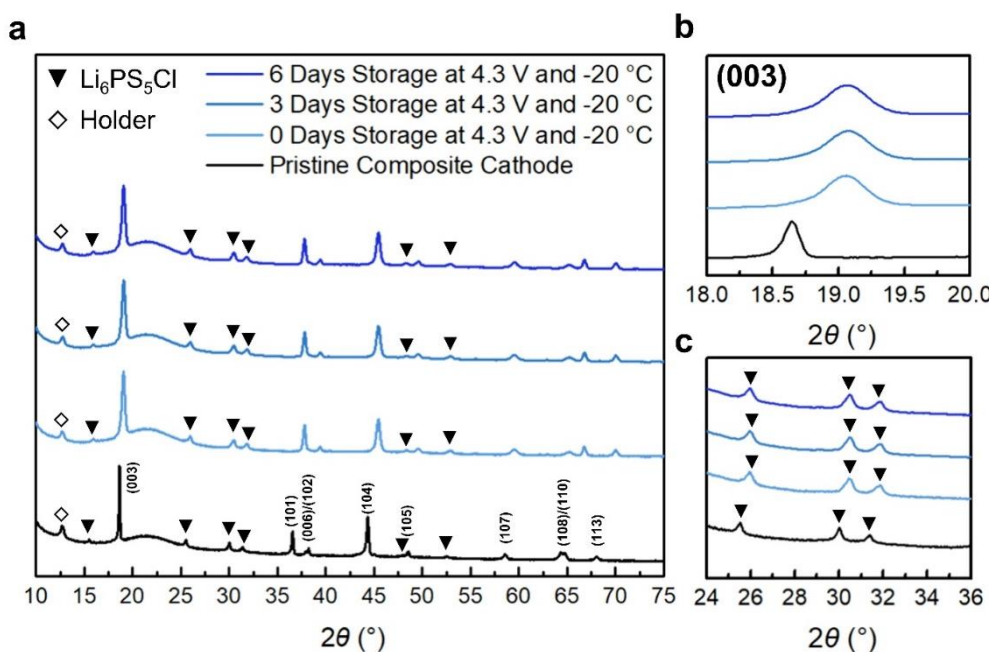 a
▼ Li₆PS₅Cl
◇ Holder
6 Days Storage at 4.3 V and -20 °C
3 Days Storage at 4.3 V and -20 °C
0 Days Storage at 4.3 V and -20 °C
Pristine Composite Cathode
(003)
(101)
(006)/(102)
(104)
(105)
(107)
(108)/(110)
(113)
10 15 20 25 30 35 40 45 50 55 60 65 70 75
2θ (°)
b
(003)
18.0 18.5 19.0 19.5 20.0
2θ (°)
c
24 26 28 30 32 34 36
2θ (°)